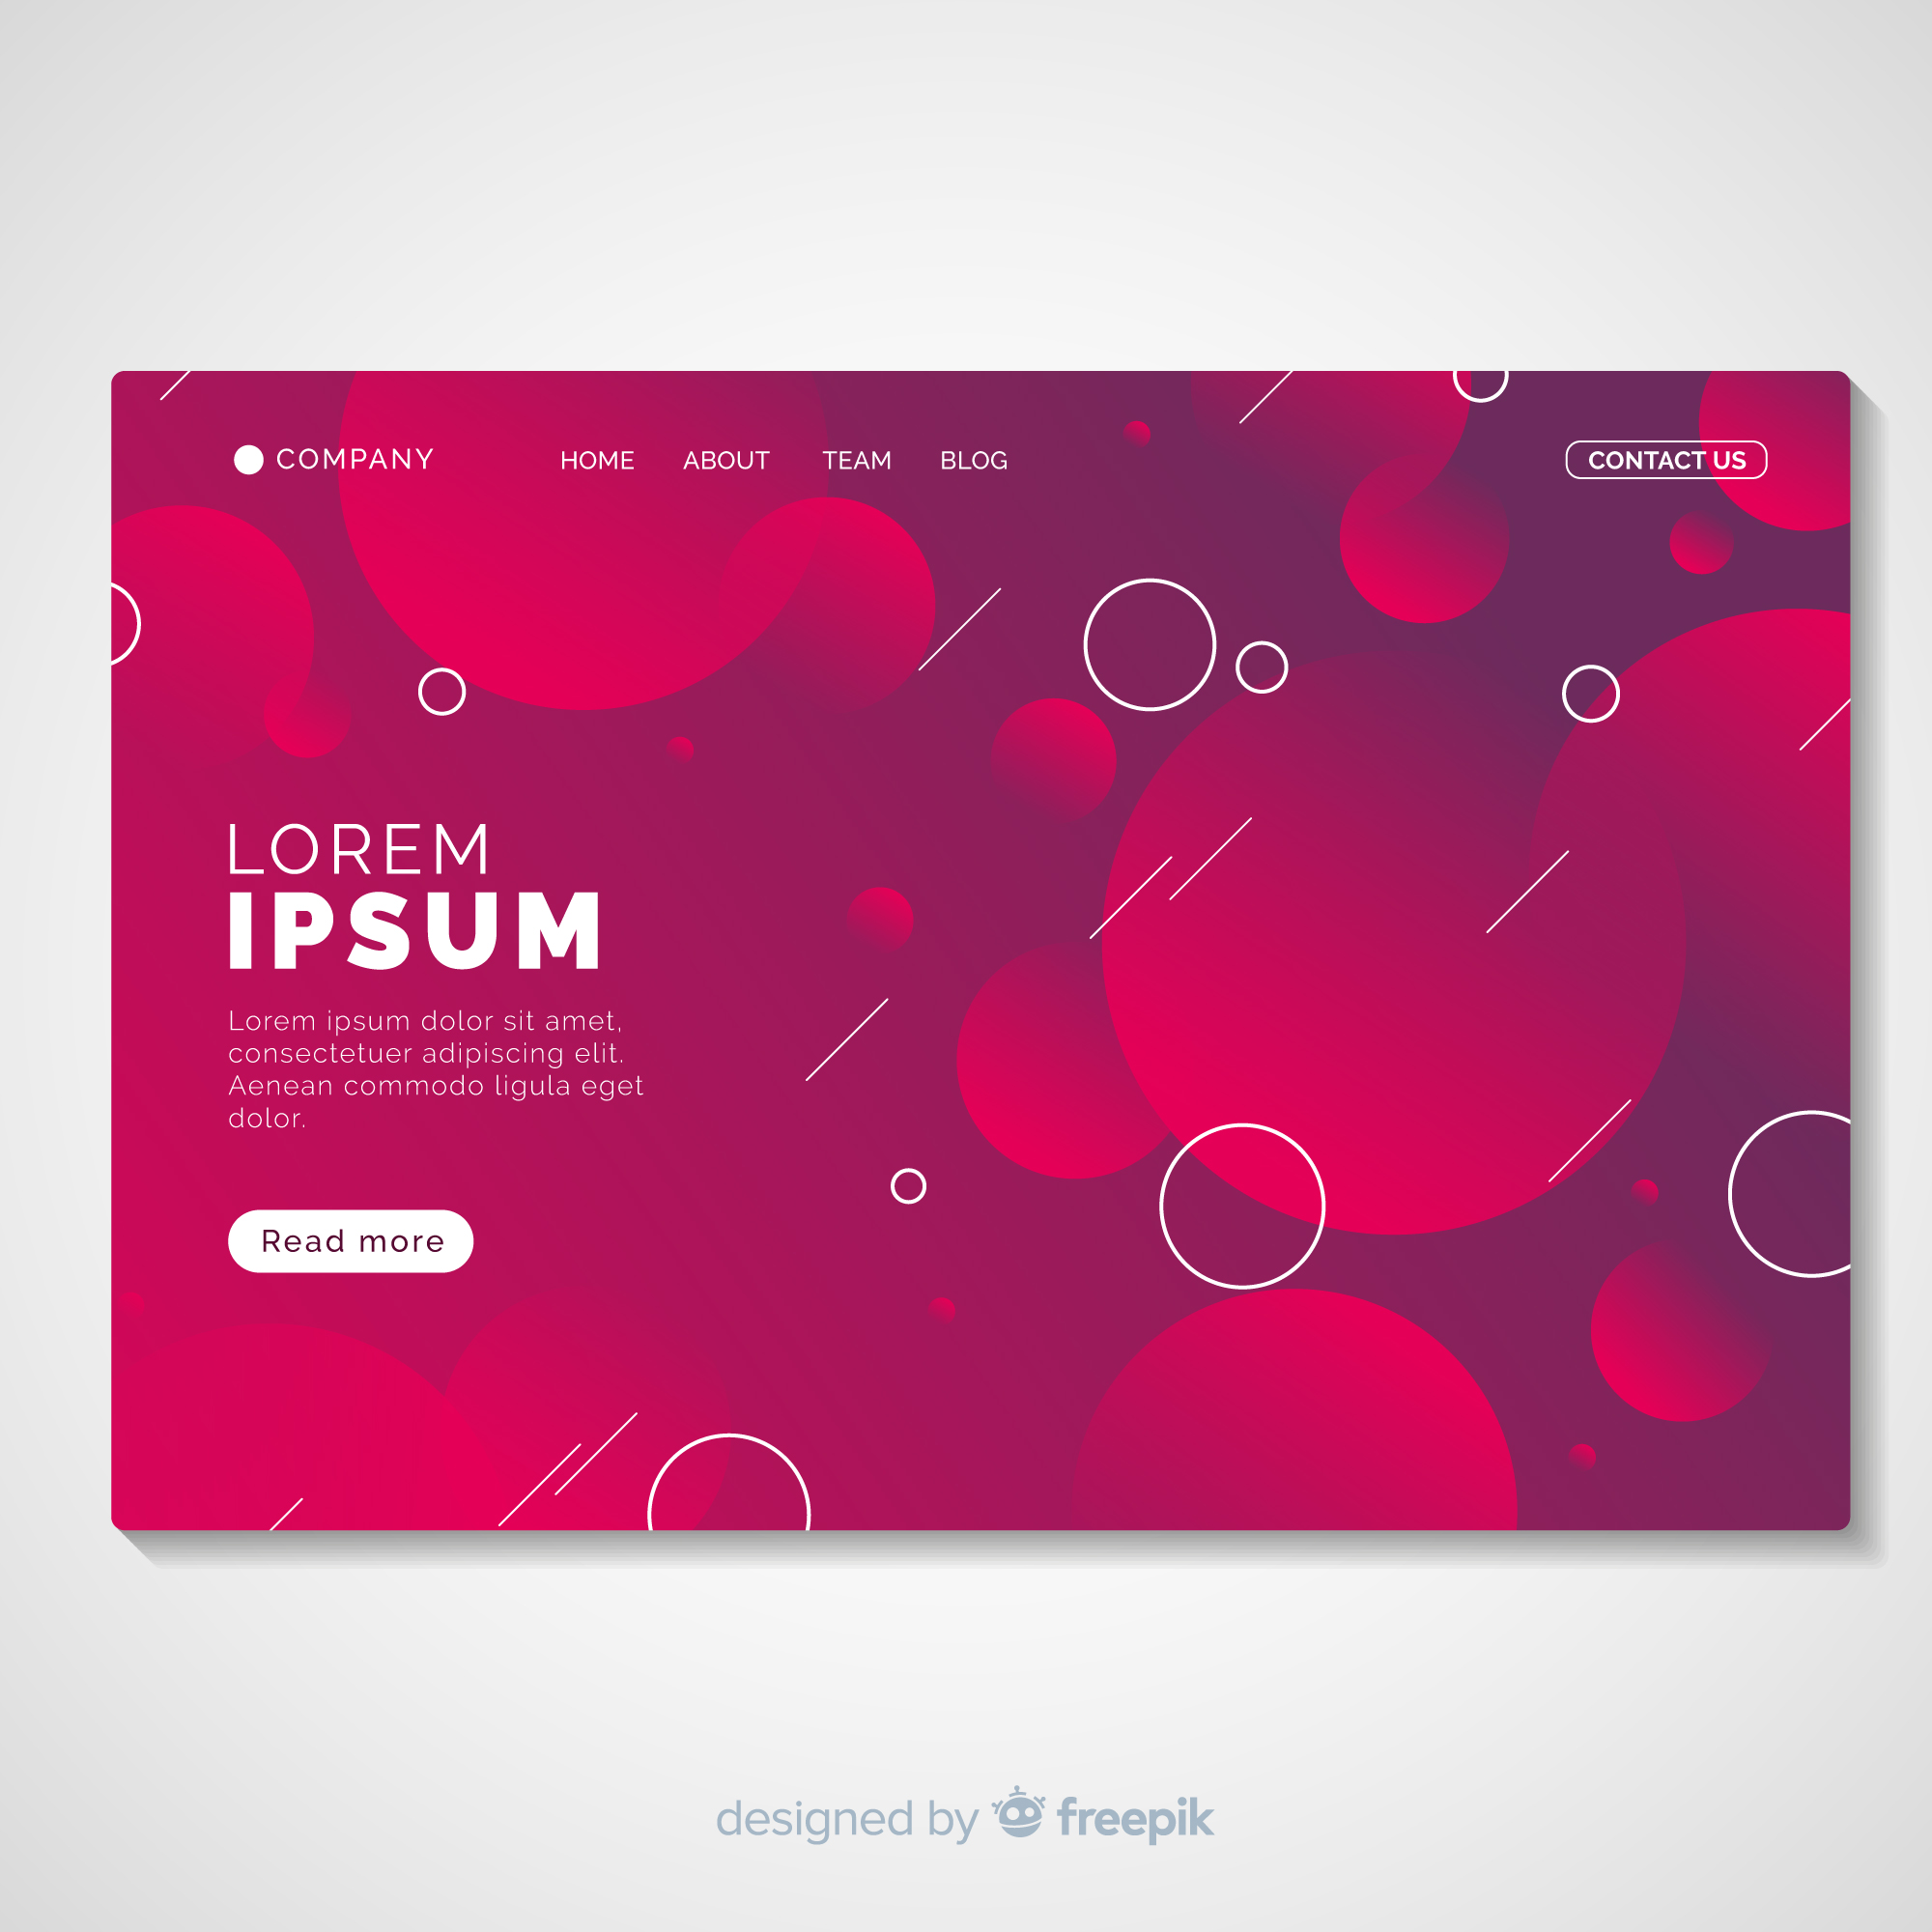 COMPANY HOME ABOUT TEAM BLOG CONTACT US
LOREM
IPSUM
Lorem ipsum dolor sit amet,
consectetuer adipiscing elit.
Aenean commodo ligula eget
dolor.
Read more
designed by freepik